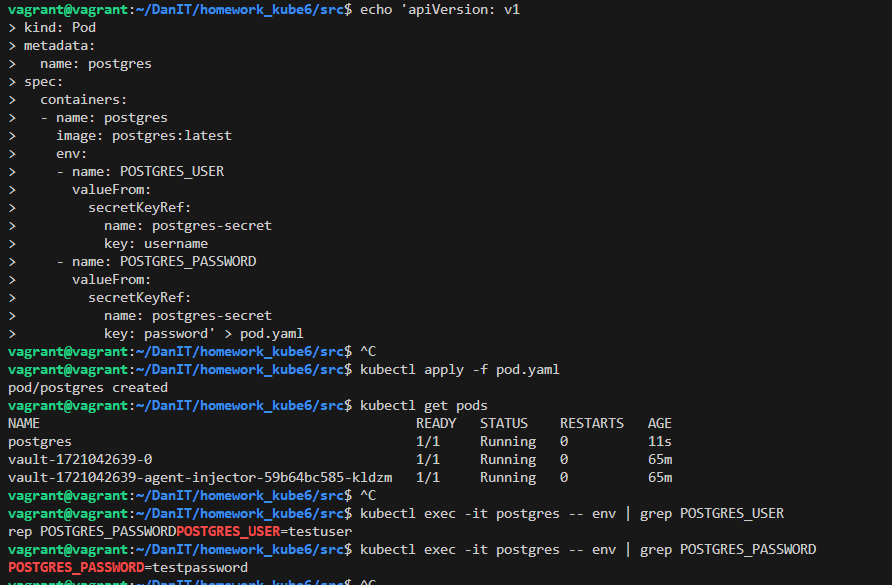 vagrant@vagrant:~/DanIT/homework_kube6/src$ echo 'apiVersion: v1
> kind: Pod
> metadata:
>   name: postgres
> spec:
>   containers:
>   - name: postgres
>     image: postgres:latest
>     env:
>     - name: POSTGRES_USER
>       valueFrom:
>         secretKeyRef:
>           name: postgres-secret
>           key: username
>     - name: POSTGRES_PASSWORD
>       valueFrom:
>         secretKeyRef:
>           name: postgres-secret
>           key: password' > pod.yaml
vagrant@vagrant:~/DanIT/homework_kube6/src$ ^C
vagrant@vagrant:~/DanIT/homework_kube6/src$ kubectl apply -f pod.yaml
pod/postgres created
vagrant@vagrant:~/DanIT/homework_kube6/src$ kubectl get pods
NAME                                               READY   STATUS    RESTARTS   AGE
postgres                                           1/1     Running   0          11s
vault-1721042639-0                                 1/1     Running   0          65m
vault-1721042639-agent-injector-59b64bc585-kldzm   1/1     Running   0          65m
vagrant@vagrant:~/DanIT/homework_kube6/src$ ^C
vagrant@vagrant:~/DanIT/homework_kube6/src$ kubectl exec -it postgres -- env | grep POSTGRES_USER
rep POSTGRES_PASSWORDPOSTGRES_USER=testuser
vagrant@vagrant:~/DanIT/homework_kube6/src$ kubectl exec -it postgres -- env | grep POSTGRES_PASSWORD
POSTGRES_PASSWORD=testpassword
vagrant@vagrant:~/DanIT/homework_kube6/src$ ^C